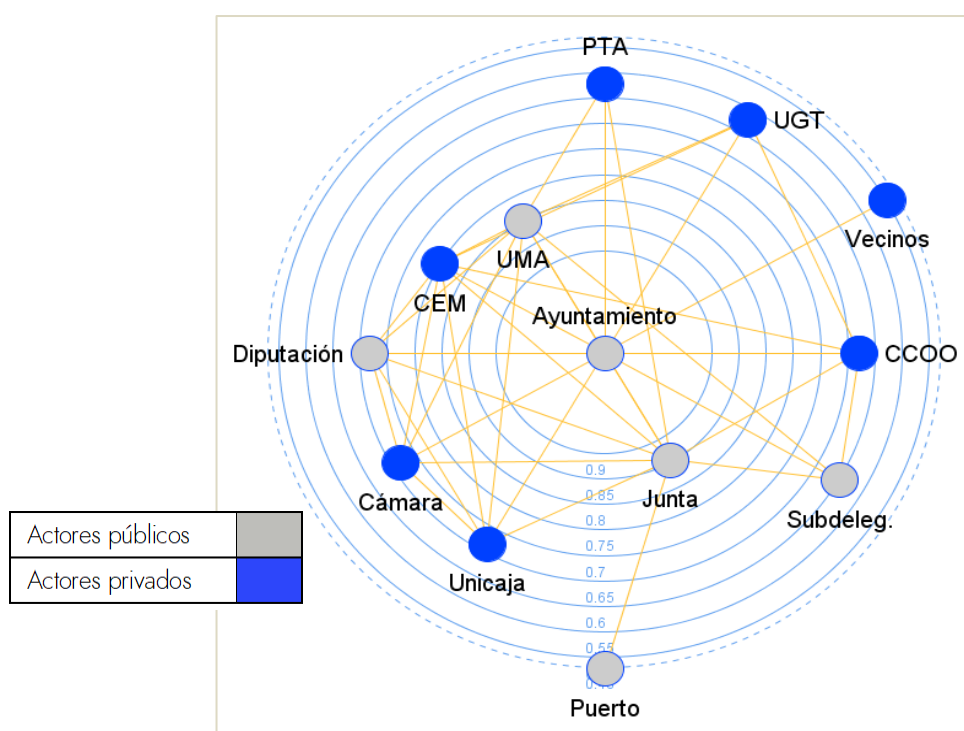 PTA
UGT
Vecinos
UMA
CEM
Ayuntamiento
Diputación
CCOO
0.9
Junta
Cámara
0.85
Subdeleg.
0.8
0.75
Unicaja
0.7
0.65
0.6
0.55
Puerto
Actores públicos
Actores privados